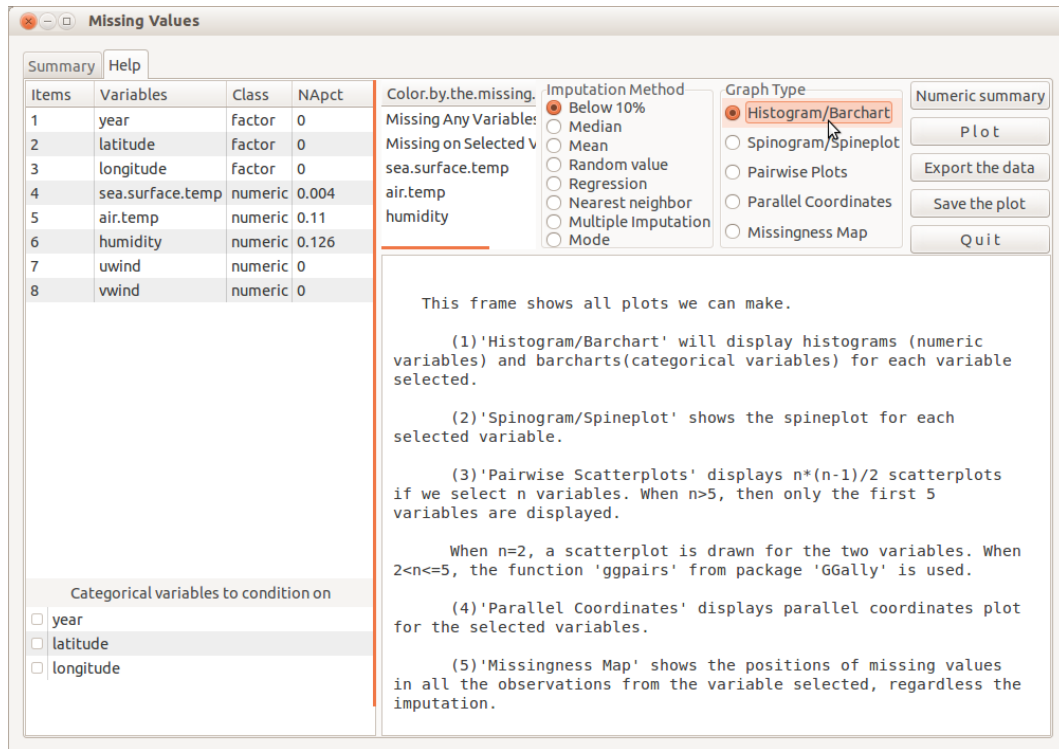 Missing Values
Summary Help
Items Variables Class NApct
1 year factor 0
2 latitude factor 0
3 longitude factor 0
4 sea.surface.temp numeric 0.004
5 air.temp numeric 0.11
6 humidity numeric 0.126
7 uwind numeric 0
8 vwind numeric 0
Categorical variables to condition on
year
latitude
longitude
Color.by.the.missing.
Missing Any Variables
Missing on Selected V
sea.surface.temp
air.temp
humidity
Imputation Method
Below 10%
Median
Mean
Random value
Regression
Nearest neighbor
Multiple Imputation
Mode
Graph Type
Histogram/Barchart
Spinogram/Spineplot
Pairwise Plots
Parallel Coordinates
Missingness Map
Numeric summary
Plot
Export the data
Save the plot
Quit
This frame shows all plots we can make.
(1)'Histogram/Barchart' will display histograms (numeric
variables) and barcharts(categorical variables) for each variable
selected.
(2)'Spinogram/Spineplot' shows the spineplot for each
selected variable.
(3)'Pairwise Scatterplots' displays n*(n-1)/2 scatterplots
if we select n variables. When n>5, then only the first 5
variables are displayed.
When n=2, a scatterplot is drawn for the two variables. When
2<n<=5, the function 'ggpairs' from package 'GGally' is used.
(4)'Parallel Coordinates' displays parallel coordinates plot
for the selected variables.
(5)'Missingness Map' shows the positions of missing values
in all the observations from the variable selected, regardless the
imputation.